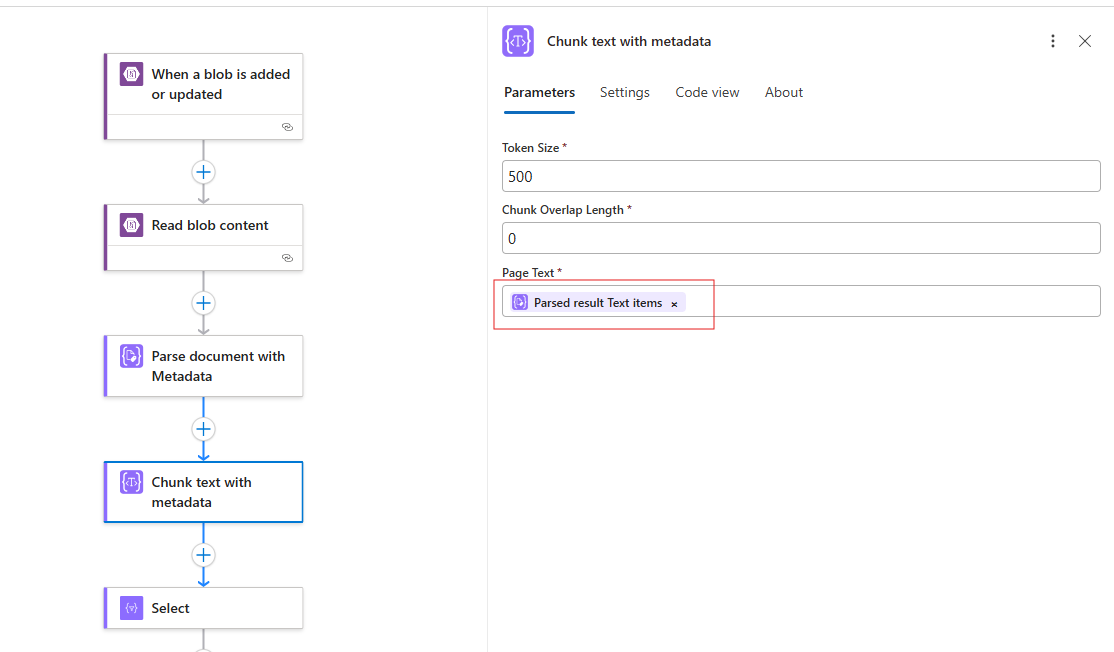 When a blob is added
or updated
Read blob content
Parse document with
Metadata
Chunk text with
metadata
Select
Chunk text with metadata
Parameters Settings Code view About
Token Size *
500
Chunk Overlap Length *
0
Page Text *
Parsed result Text items ×